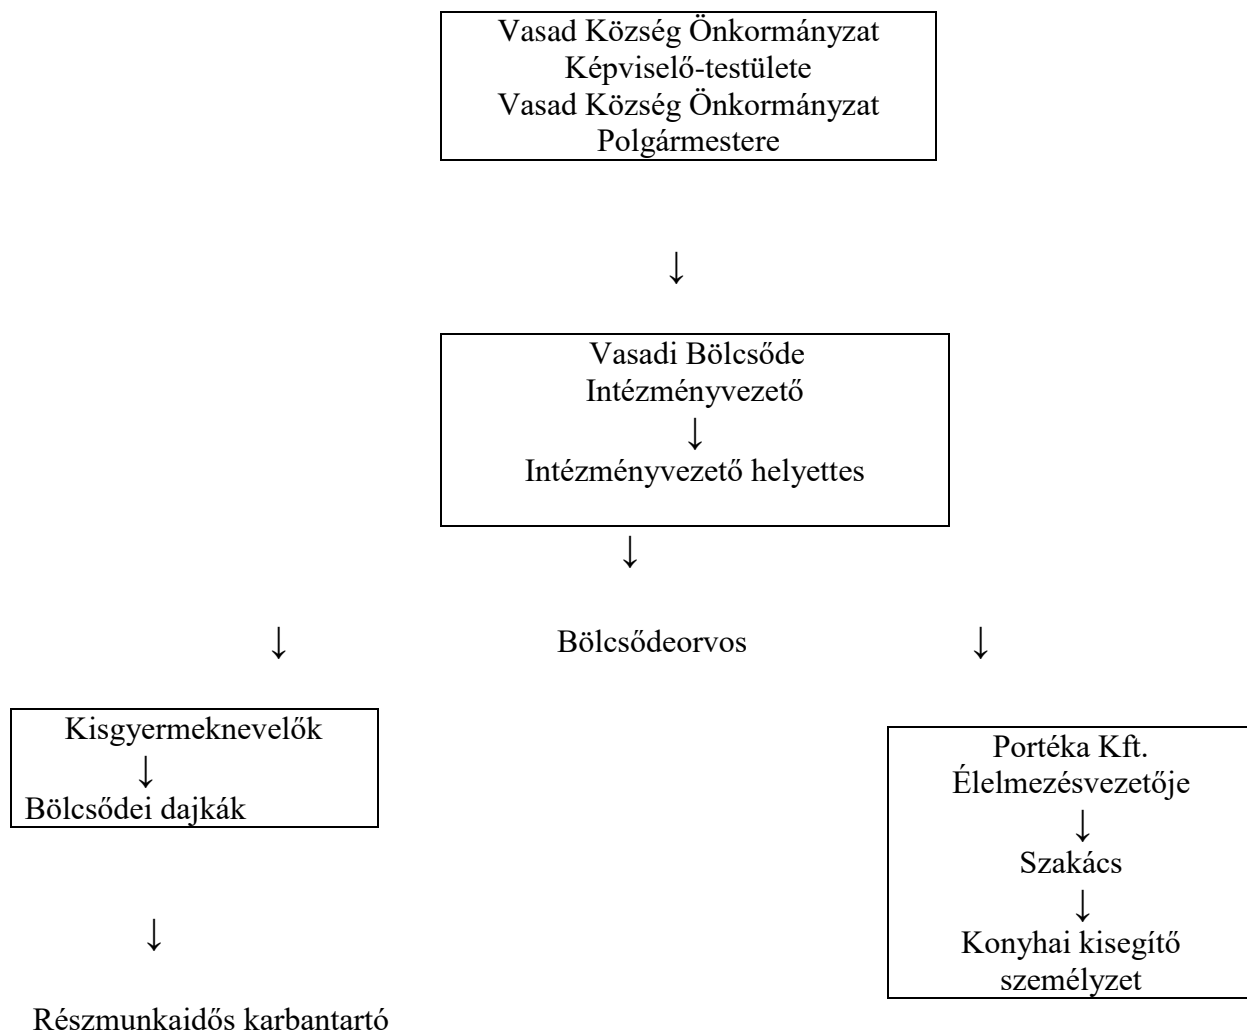 Vasad Község Önkormányzat
Képviselő-testülete
Vasad Község Önkormányzat
Polgármestere
↓
Vasadi Bölcsőde
Intézményvezető
↓
Intézményvezető helyettes
↓
↓ Bölcsődeorvos ↓
Kisgyermeknevelők
↓
Bölcsődei dajkák
↓
Részmunkaidős karbantartó
Portéka Kft.
Élelmezésvezetője
↓
Szakács
↓
Konyhai kisegítő
személyzet